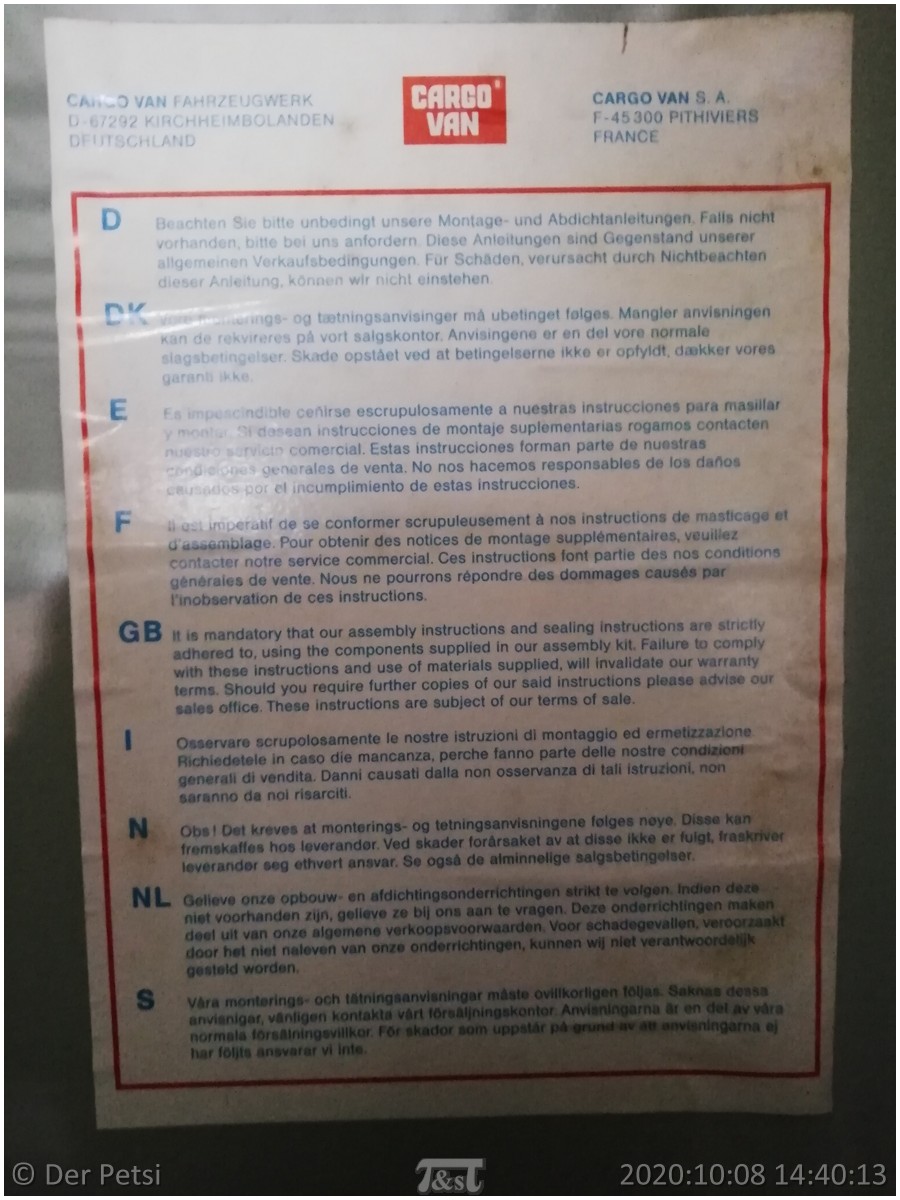 CARGO VAN FAHRZEUGWERK
D-67292 KIRCHHEIMBOLANDEN
DEUTSCHLAND
CARGO
VAN
CARGO VAN S. A.
F-45300 PITHIVIERS
FRANCE
D
Beachten Sie bitte unbedingt unsere Montage- und Abdichtanleitungen. Falls nicht
vorhanden, bitte bei uns anfordern. Diese Anleitungen sind Gegenstand unserer
allgemeinen Verkaufsbedingungen. Für Schäden, verursacht durch Nichtbeachten
dieser Anleitung, können wir nicht einstehen.
DK
Vore monterings- og tætningsanvisinger må ubetinget følges. Mangler anvisningen
kan de rekvireres på vort salgskontor. Anvisingene er en del vore normale
slagsbetingelser. Skade opstået ved at betingelserne ikke er opfyldt, dækker vores
garanti ikke.
E
Es impescindible ceñirse escrupulosamente a nuestras instrucciones para masillar
y montar. Si desean instrucciones de montaje suplementarias rogamos contacten
nuestro servicio comercial. Estas instrucciones forman parte de nuestras
condiciones generales de venta. No nos hacemos responsables de los daños
causados por el incumplimiento de estas instrucciones.
F
Il est impératif de se conformer scrupuleusement à nos instructions de masticage et
d'assemblage. Pour obtenir des notices de montage supplémentaires, veuillez
contacter notre service commercial. Ces instructions font partie des nos conditions
générales de vente. Nous ne pourrons répondre des dommages causés par
l'inobservation de ces instructions.
GB
It is mandatory that our assembly instructions and sealing instructions are strictly
adhered to, using the components supplied in our assembly kit. Failure to comply
with these instructions and use of materials supplied, will invalidate our warranty
terms. Should you require further copies of our said instructions please advise our
sales office. These instructions are subject of our terms of sale.
I
Osservare scrupolosamente le nostre istruzioni di montaggio ed ermetizzazione
Richiedetele in caso die mancanza, perche fanno parte delle nostre condizioni
generali di vendita. Danni causati dalla non osservanza di tali istruzioni, non
saranno da noi risarciti.
N
Obs! Det kreves at monterings- og tetningsanvisningene følges nøye. Disse kan
fremskaffes hos leverandør. Ved skader forårsaket av at disse ikke er fulgt, fraskriver
leverandør seg ethvert ansvar. Se også de alminnelige salgsbetingelser.
NL
Gelieve onze opbouw- en afdichtingsonderrichtingen strikt te volgen. Indien deze
niet voorhanden zijn, gelieve ze bij ons aan te vragen. Deze onderrichtingen maken
deel uit van onze algemene verkoopsvoorwaarden. Voor schadegevallen, veroorzaakt
door het niet naleven van onze onderrichtingen, kunnen wij niet verantwoordelijk
gesteld worden.
S
Våra monterings- och tätningsanvisningar måste ovillkorligen följas. Saknas dessa
anvisnigar, vänligen kontakta vårt försäljningskontor. Anvisningarna är en del av våra
normala försälningsvillkor. För skador som uppstår på grund av att anvisningarna ej
har följts ansvarar vi inte.
© Der Petsi
T&sT
2020:10:08 14:40:13